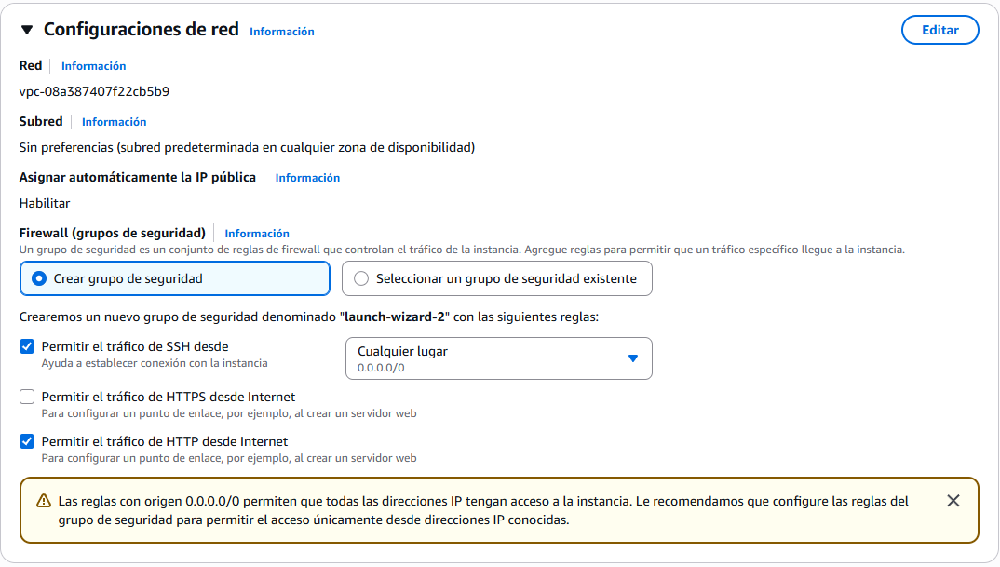 Configuraciones de red Información Editar
Red Información
vpc-08a387407f22cb5b9
Subred Información
Sin preferencias (subred predeterminada en cualquier zona de disponibilidad)
Asignar automáticamente la IP pública Información
Habilitar
Firewall (grupos de seguridad) Información
Un grupo de seguridad es un conjunto de reglas de firewall que controlan el tráfico de la instancia. Agregue reglas para permitir que un tráfico específico llegue a la instancia.
Crear grupo de seguridad Seleccionar un grupo de seguridad existente
Crearemos un nuevo grupo de seguridad denominado "launch-wizard-2" con las siguientes reglas:
Permitir el tráfico de SSH desde Cualquier lugar
Ayuda a establecer conexión con la instancia 0.0.0.0/0
Permitir el tráfico de HTTPS desde Internet
Para configurar un punto de enlace, por ejemplo, al crear un servidor web
Permitir el tráfico de HTTP desde Internet
Para configurar un punto de enlace, por ejemplo, al crear un servidor web
Las reglas con origen 0.0.0.0/0 permiten que todas las direcciones IP tengan acceso a la instancia. Le recomendamos que configure las reglas del
grupo de seguridad para permitir el acceso únicamente desde direcciones IP conocidas.